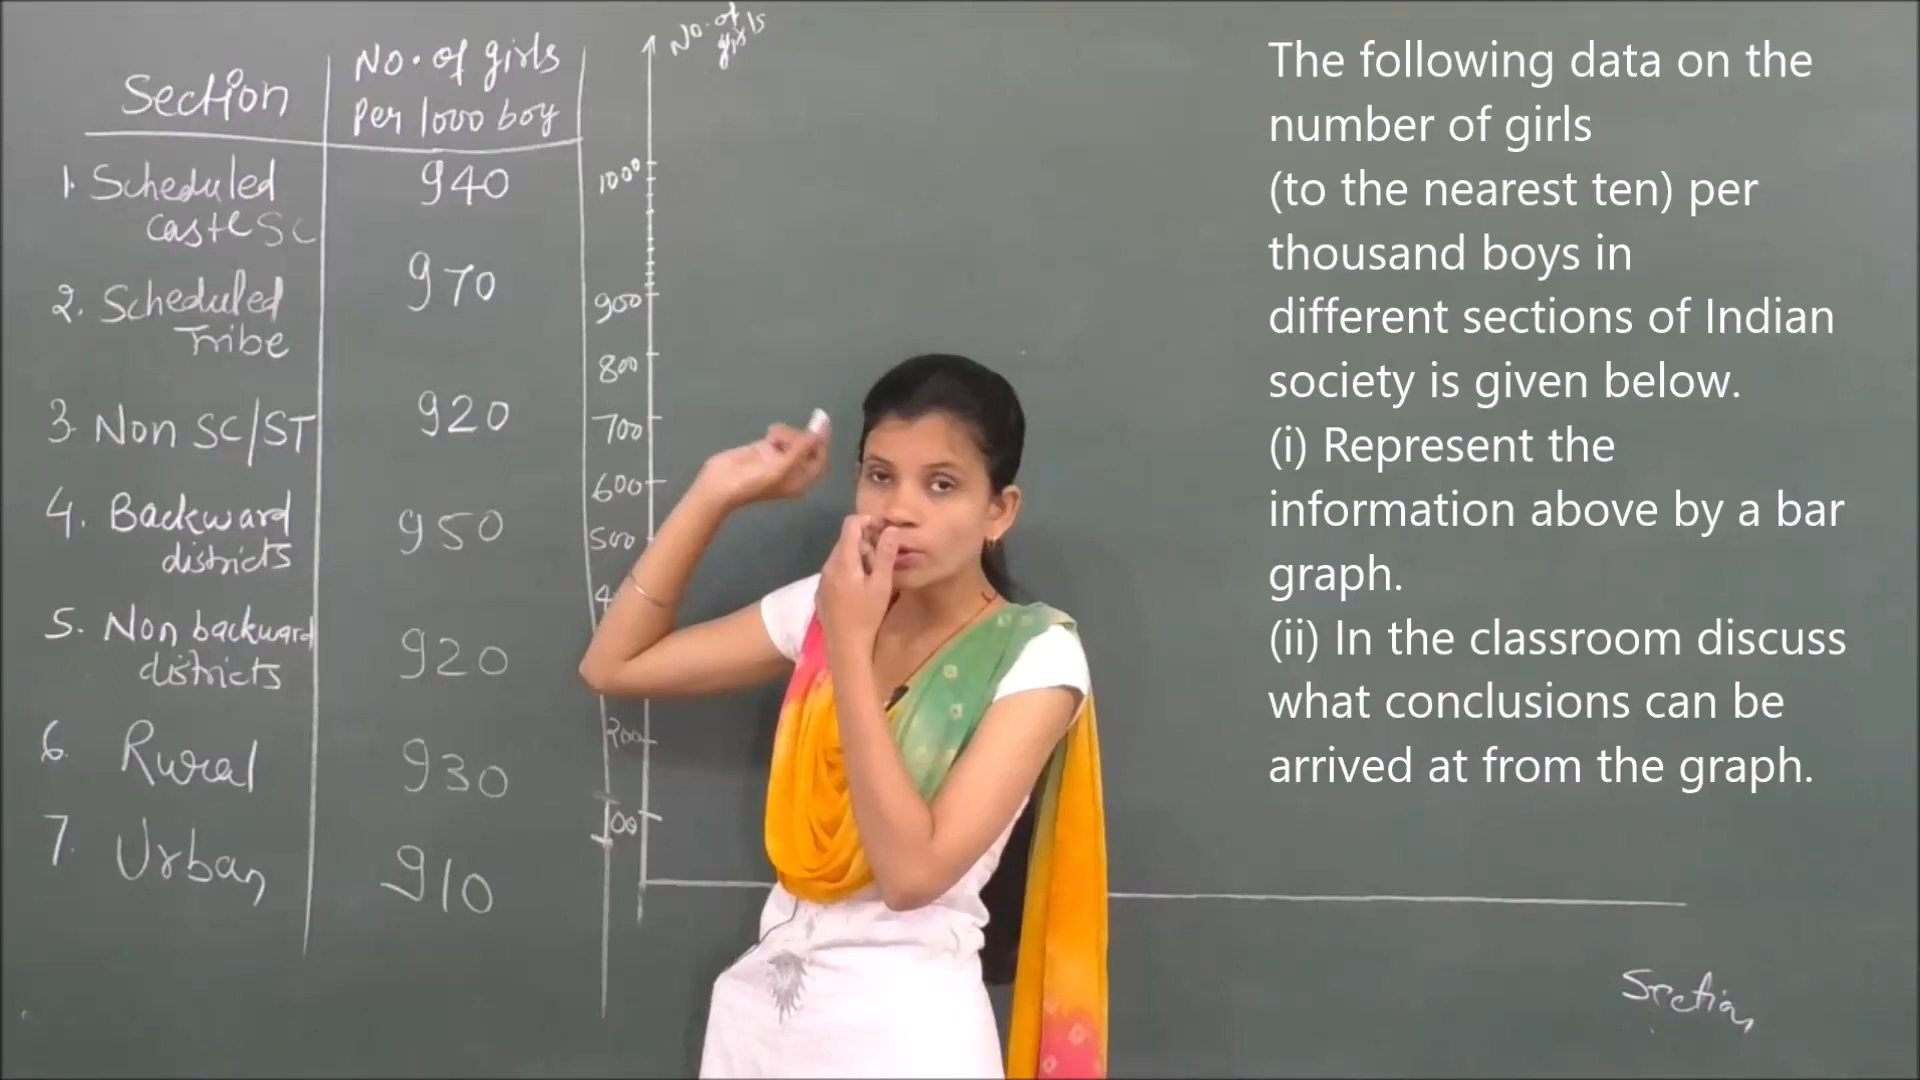 Section
No. of girls
Per 1000 boy
1. Scheduled
caste SC
940
2. Scheduled
Tribe
970
3. Non SC/ST
920
4. Backward
districts
950
5. Non backward
districts
920
6. Rural
930
7. Urban
910
No. of
girls
1000
900
800
700
600
500
4
200
100
Section
The following data on the
number of girls
(to the nearest ten) per
thousand boys in
different sections of Indian
society is given below.
(i) Represent the
information above by a bar
graph.
(ii) In the classroom discuss
what conclusions can be
arrived at from the graph.